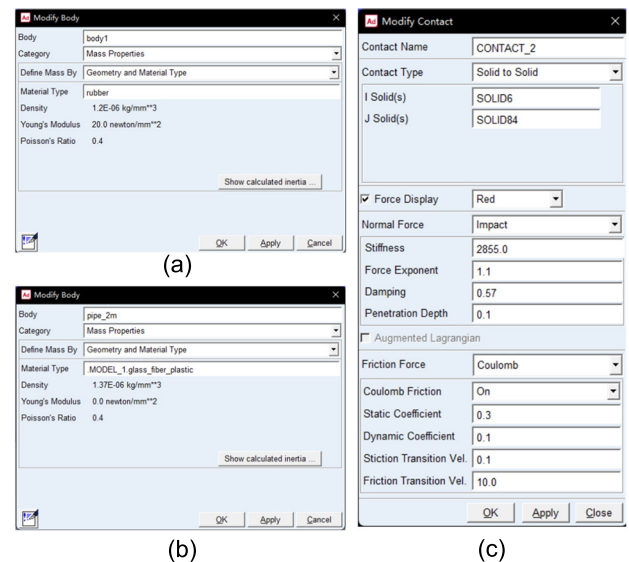 Ad Modify Body
Body body1
Category Mass Properties
Define Mass By Geometry and Material Type
Material Type rubber
Density 1.2E-06 kg/mm**3
Young's Modulus 20.0 newton/mm**2
Poisson's Ratio 0.4
Show calculated inertia ...
OK Apply Cancel
(a)
Ad Modify Body
Body pipe_2m
Category Mass Properties
Define Mass By Geometry and Material Type
Material Type .MODEL_1.glass_fiber_plastic
Density 1.37E-06 kg/mm**3
Young's Modulus 0.0 newton/mm**2
Poisson's Ratio 0.4
Show calculated inertia ...
OK Apply Cancel
(b)
Ad Modify Contact
Contact Name CONTACT_2
Contact Type Solid to Solid
I Solid(s) SOLID6
J Solid(s) SOLID84
Force Display Red
Normal Force Impact
Stiffness 2855.0
Force Exponent 1.1
Damping 0.57
Penetration Depth 0.1
Augmented Lagrangian
Friction Force Coulomb
Coulomb Friction On
Static Coefficient 0.3
Dynamic Coefficient 0.1
Stiction Transition Vel. 0.1
Friction Transition Vel. 10.0
OK Apply Close
(c)